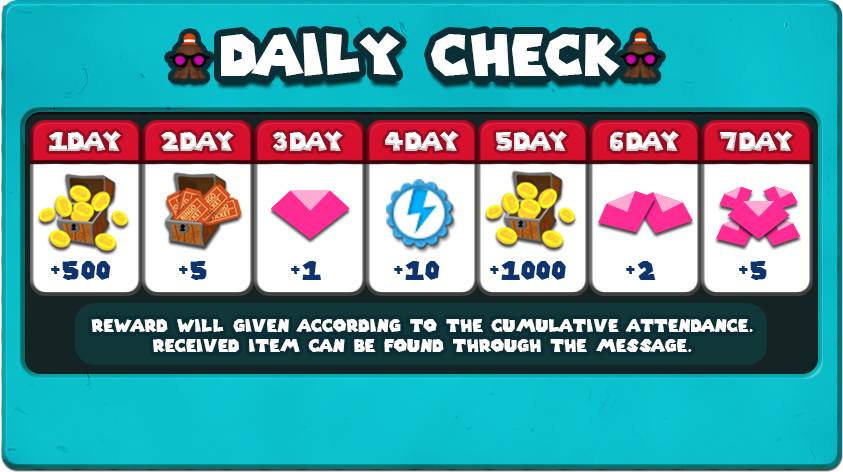 DAILY CHECK
1DAY 2DAY 3DAY 4DAY 5DAY 6DAY 7DAY
+500 +5 +1 +10 +1000 +2 +5
REWARD WILL GIVEN ACCORDING TO THE CUMULATIVE ATTENDANCE.
RECEIVED ITEM CAN BE FOUND THROUGH THE MESSAGE.